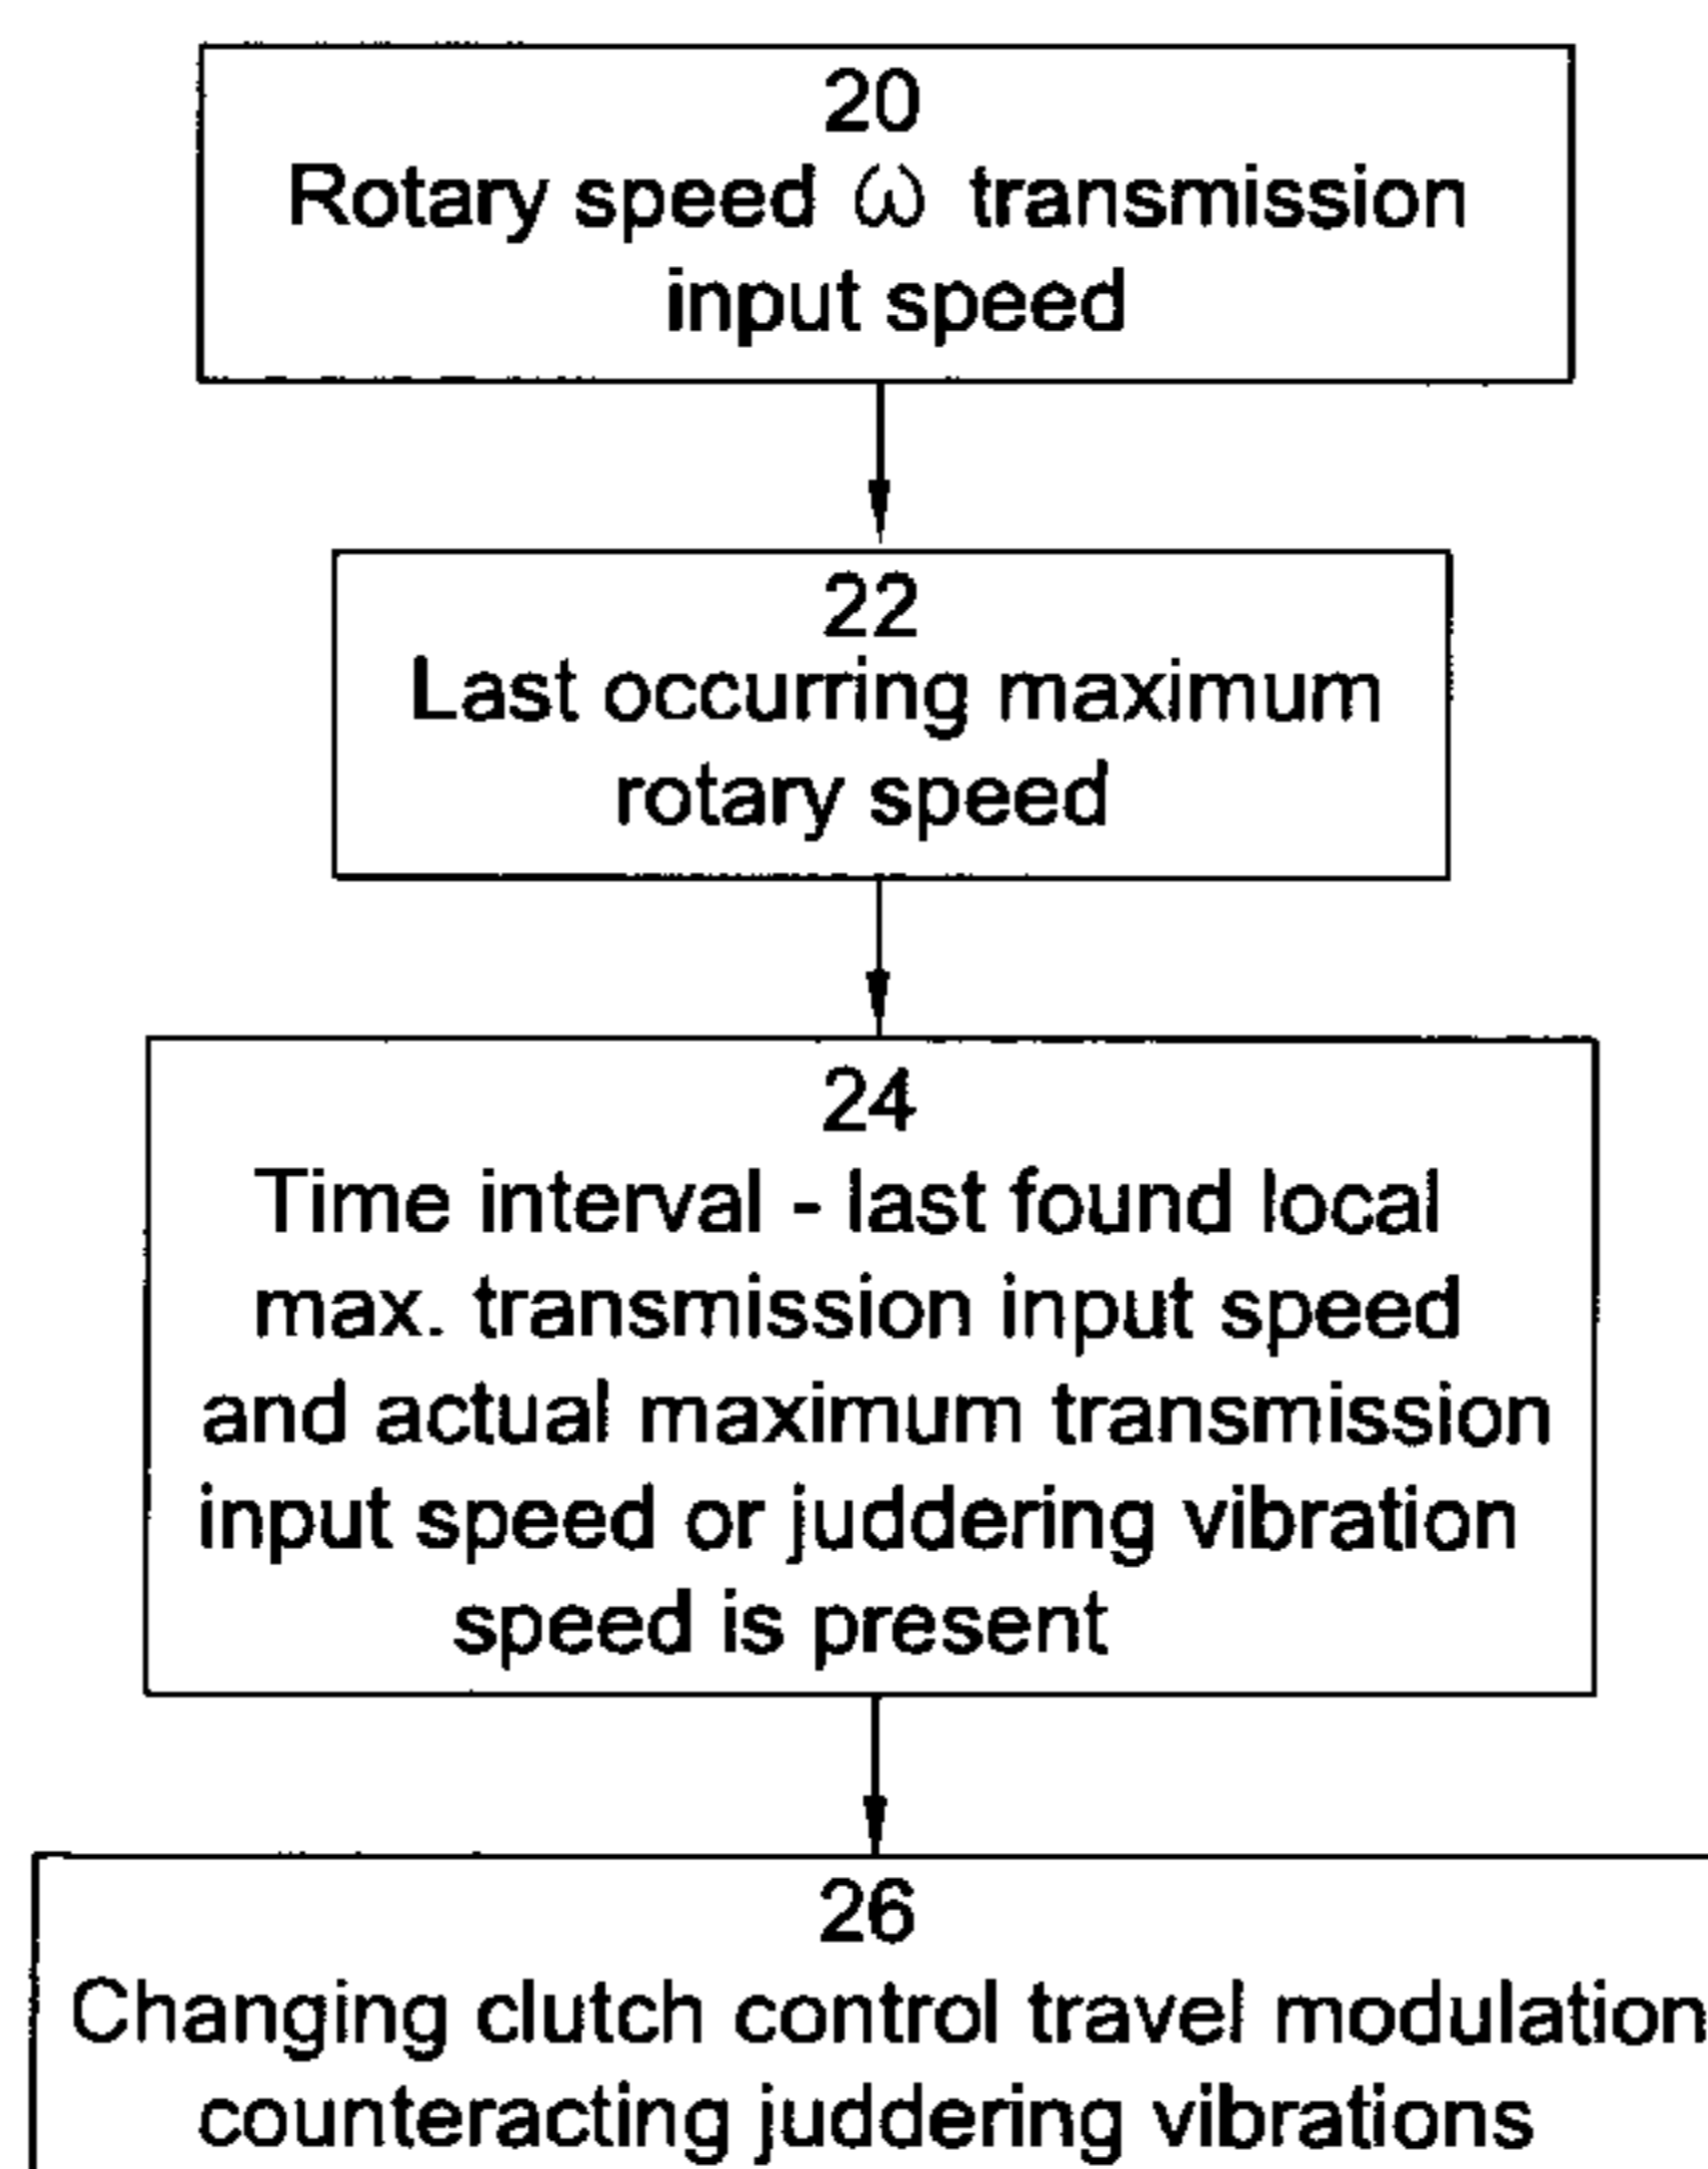 20
Rotary speed ω transmission
input speed
22
Last occurring maximum
rotary speed
24
Time interval - last found local
max. transmission input speed
and actual maximum transmission
input speed or juddering vibration
speed is present
26
Changing clutch control travel modulation
counteracting juddering vibrations